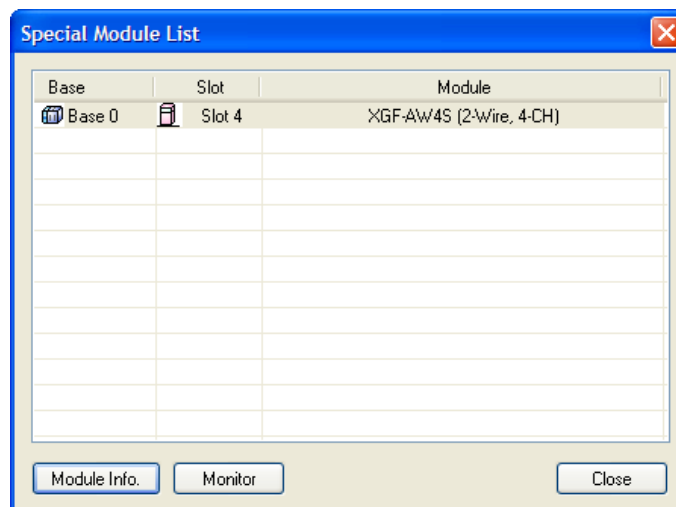 Special Module List
Base Slot Module
Base 0 Slot 4 XGF-AW4S (2-Wire, 4-CH)
Module Info. Monitor Close